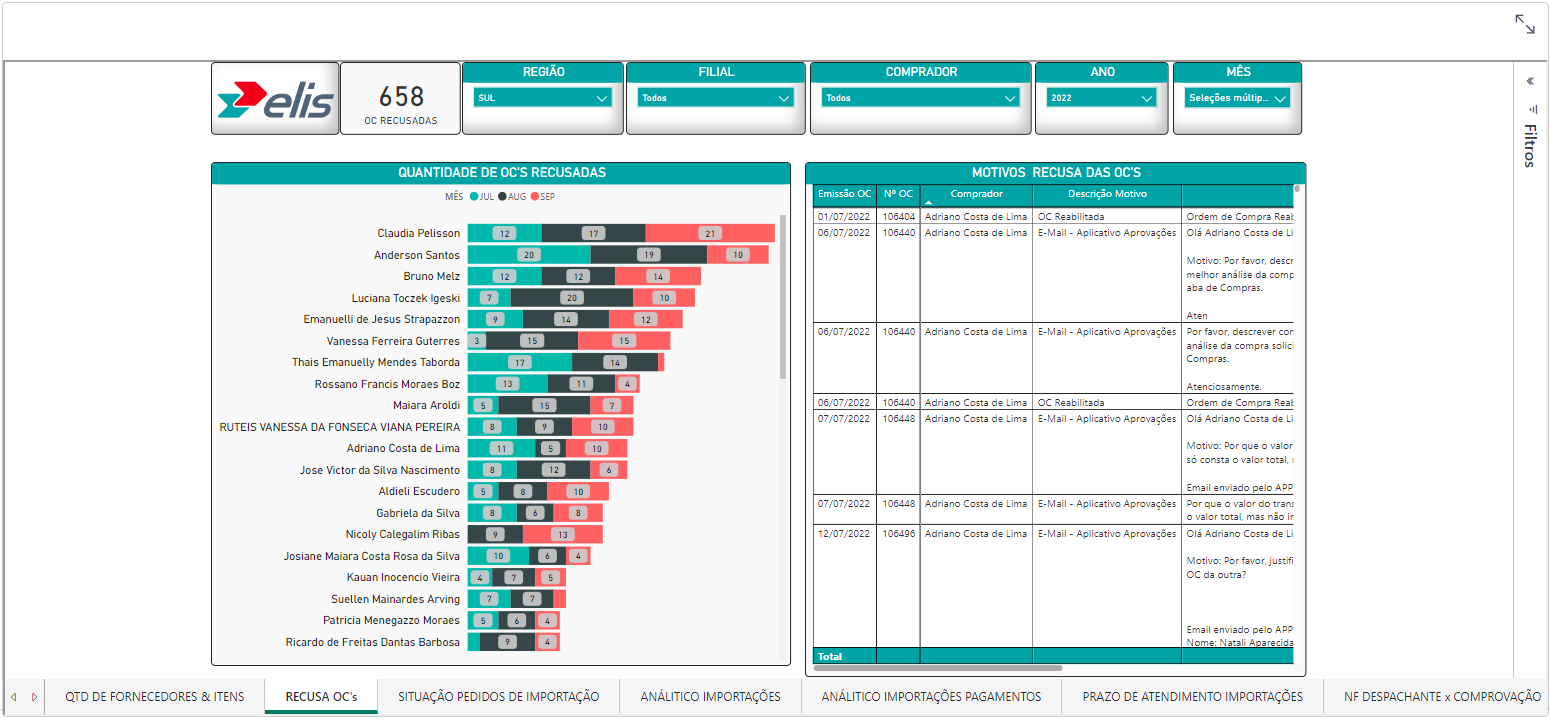 elis
658
OC RECUSADAS
REGIÃO
SUL
FILIAL
Todos
COMPRADOR
Todos
ANO
2022
MÊS
Seleções múltip...
Filtros
QUANTIDADE DE OC'S RECUSADAS
MÊS JUL AUG SEP
Claudia Pelisson 12 17 21
Anderson Santos 20 19 10
Bruno Melz 12 12 14
Luciana Toczek Igeski 7 20 10
Emanuelli de Jesus Strapazzon 9 14 12
Vanessa Ferreira Guterres 3 15 15
Thais Emanuelly Mendes Taborda 17 14
Rossano Francis Moraes Boz 13 11 4
Maiara Aroldi 5 15 7
RUTEIS VANESSA DA FONSECA VIANA PEREIRA 8 9 10
Adriano Costa de Lima 11 5 10
Jose Victor da Silva Nascimento 8 12 6
Aldieli Escudero 5 8 10
Gabriela da Silva 8 6 8
Nicoly Calegalim Ribas 9 13
Josiane Maiara Costa Rosa da Silva 10 6 4
Kauan Inocencio Vieira 4 7 5
Suellen Mainardes Arving 7 7
Patricia Menegazzo Moraes 5 6 4
Ricardo de Freitas Dantas Barbosa 9 4
MOTIVOS RECUSA DAS OC'S
Emissão OC Nº OC Comprador Descrição Motivo
01/07/2022 106404 Adriano Costa de Lima OC Reabilitada Ordem de Compra Reab
06/07/2022 106440 Adriano Costa de Lima E-Mail - Aplicativo Aprovações Olá Adriano Costa de Li
Motivo: Por favor, descr
melhor análise da comp
aba de Compras.
Aten
06/07/2022 106440 Adriano Costa de Lima E-Mail - Aplicativo Aprovações Por favor, descrever con
análise da compra solici
Compras.
Atenciosamente.
06/07/2022 106440 Adriano Costa de Lima OC Reabilitada Ordem de Compra Reab
07/07/2022 106448 Adriano Costa de Lima E-Mail - Aplicativo Aprovações Olá Adriano Costa de Li
Motivo: Por que o valor
só consta o valor total,
Email enviado pelo APP
07/07/2022 106448 Adriano Costa de Lima E-Mail - Aplicativo Aprovações Por que o valor do trans
o valor total, mas não in
12/07/2022 106496 Adriano Costa de Lima E-Mail - Aplicativo Aprovações Olá Adriano Costa de Li
Motivo: Por favor, justifi
OC da outra?
Email enviado pelo APP
Nome: Natali Aparecida
Total
QTD DE FORNECEDORES & ITENS RECUSA OC's SITUAÇÃO PEDIDOS DE IMPORTAÇÃO ANÁLITICO IMPORTAÇÕES ANÁLITICO IMPORTAÇÕES PAGAMENTOS PRAZO DE ATENDIMENTO IMPORTAÇÕES NF DESPACHANTE x COMPROVAÇÃO